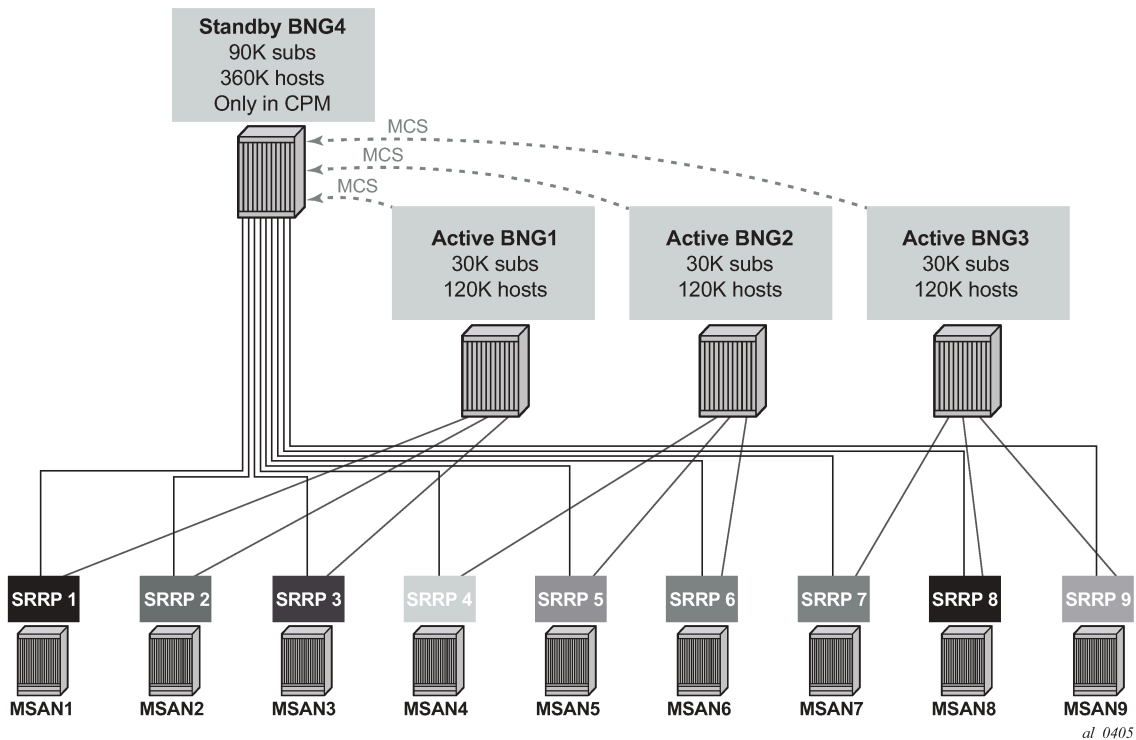 Standby BNG4
90K subs
360K hosts
Only in CPM
MCS
MCS
MCS
Active BNG1
30K subs
120K hosts
Active BNG2
30K subs
120K hosts
Active BNG3
30K subs
120K hosts
SRRP 1
SRRP 2
SRRP 3
SRRP 4
SRRP 5
SRRP 6
SRRP 7
SRRP 8
SRRP 9
MSAN1
MSAN2
MSAN3
MSAN4
MSAN5
MSAN6
MSAN7
MSAN8
MSAN9
al_0405